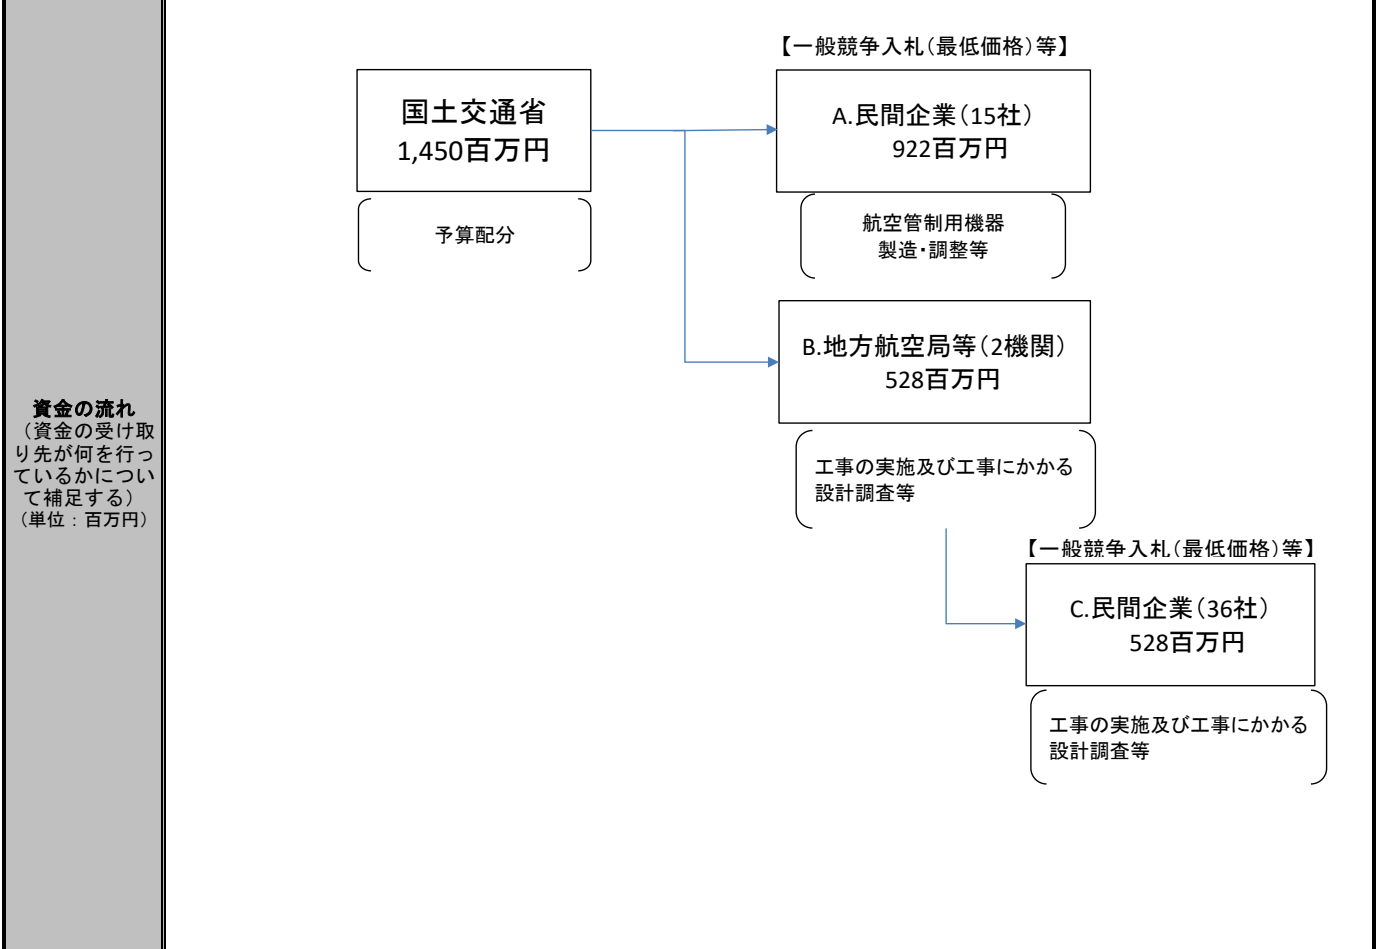 資金の流れ
（資金の受け取
り先が何を行っ
ているかについ
て補足する）
（単位：百万円）
国土交通省
1,450百万円
予算配分
【一般競争入札（最低価格）等】
A.民間企業（15社）
922百万円
航空管制用機器
製造・調整等
B.地方航空局等（2機関）
528百万円
工事の実施及び工事にかかる
設計調査等
【一般競争入札（最低価格）等】
C.民間企業（36社）
528百万円
工事の実施及び工事にかかる
設計調査等